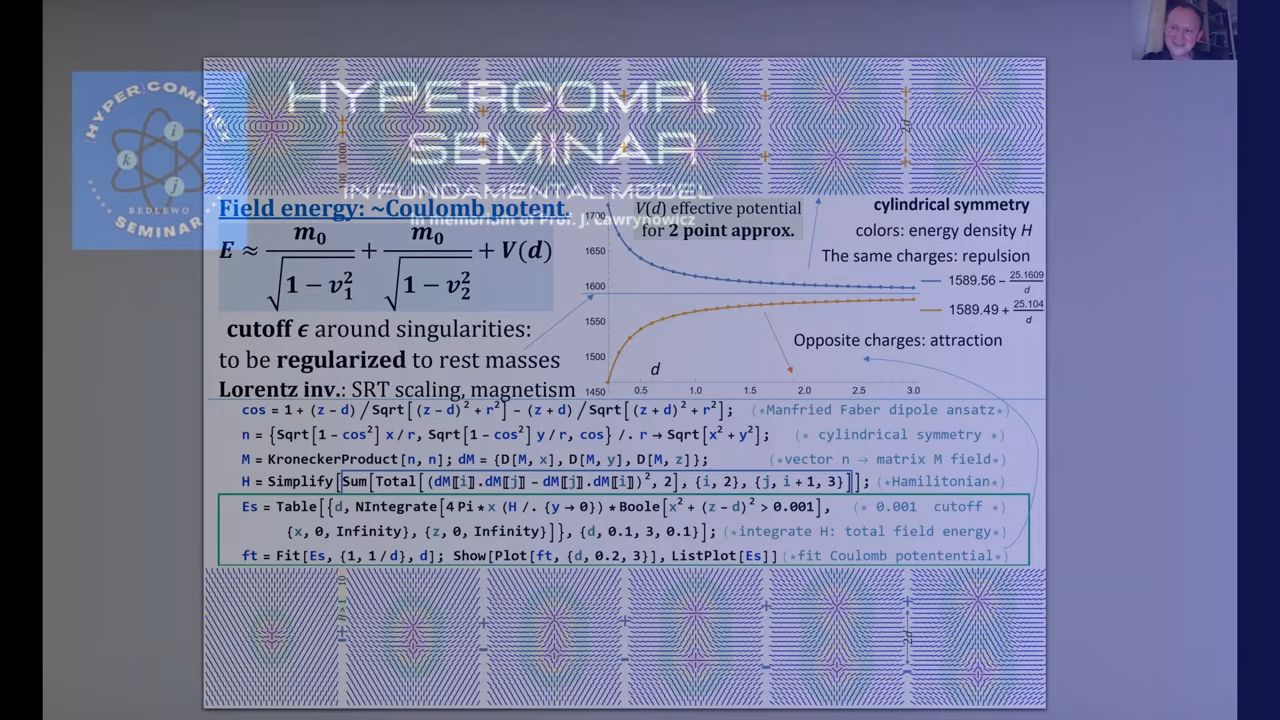 HYPERCOMPLEX
SEMINAR
BEDLEWO
i
k
j
HYPERCOMPL
SEMINAR
IN FUNDAMENTAL MODEL
In memoriam of Prof. J. Ławrynowicz
Field energy: ~Coulomb potent.
E ≈ m₀/√(1 − v₁²) + m₀/√(1 − v₂²) + V(d)
cutoff ϵ around singularities:
to be regularized to rest masses
Lorentz inv.: SRT scaling, magnetism
V(d) effective potential
for 2 point approx.
1700
1650
1600
1550
1500
1450
0.5 1.0 1.5 2.0 2.5 3.0
d
cylindrical symmetry
colors: energy density H
The same charges: repulsion
1589.56 − 25.1609/d
1589.49 + 25.104/d
Opposite charges: attraction
cos = 1 + (z - d) / Sqrt[(z - d)² + r²] - (z + d) / Sqrt[(z + d)² + r²]; (*Manfried Faber dipole ansatz*)
n = {Sqrt[1 - cos²] x / r, Sqrt[1 - cos²] y / r, cos} /. r → Sqrt[x² + y²]; (* cylindrical symmetry *)
M = KroneckerProduct[n, n]; dM = {D[M, x], D[M, y], D[M, z]}; (*vector n → matrix M field*)
H = Simplify[Sum[Total[(dM〚i〛.dM〚j〛 - dM〚j〛.dM〚i〛)², 2], {i, 2}, {j, i + 1, 3}]]; (*Hamilitonian*)
Es = Table[{d, NIntegrate[4 Pi * x (H /. {y → 0}) * Boole[x² + (z - d)² > 0.001], (* 0.001 cutoff *)
{x, 0, Infinity}, {z, 0, Infinity}]}, {d, 0.1, 3, 0.1}]; (*integrate H: total field energy*)
ft = Fit[Es, {1, 1 / d}, d]; Show[Plot[ft, {d, 0.2, 3}], ListPlot[Es]] (*fit Coulomb potentential*)
2d